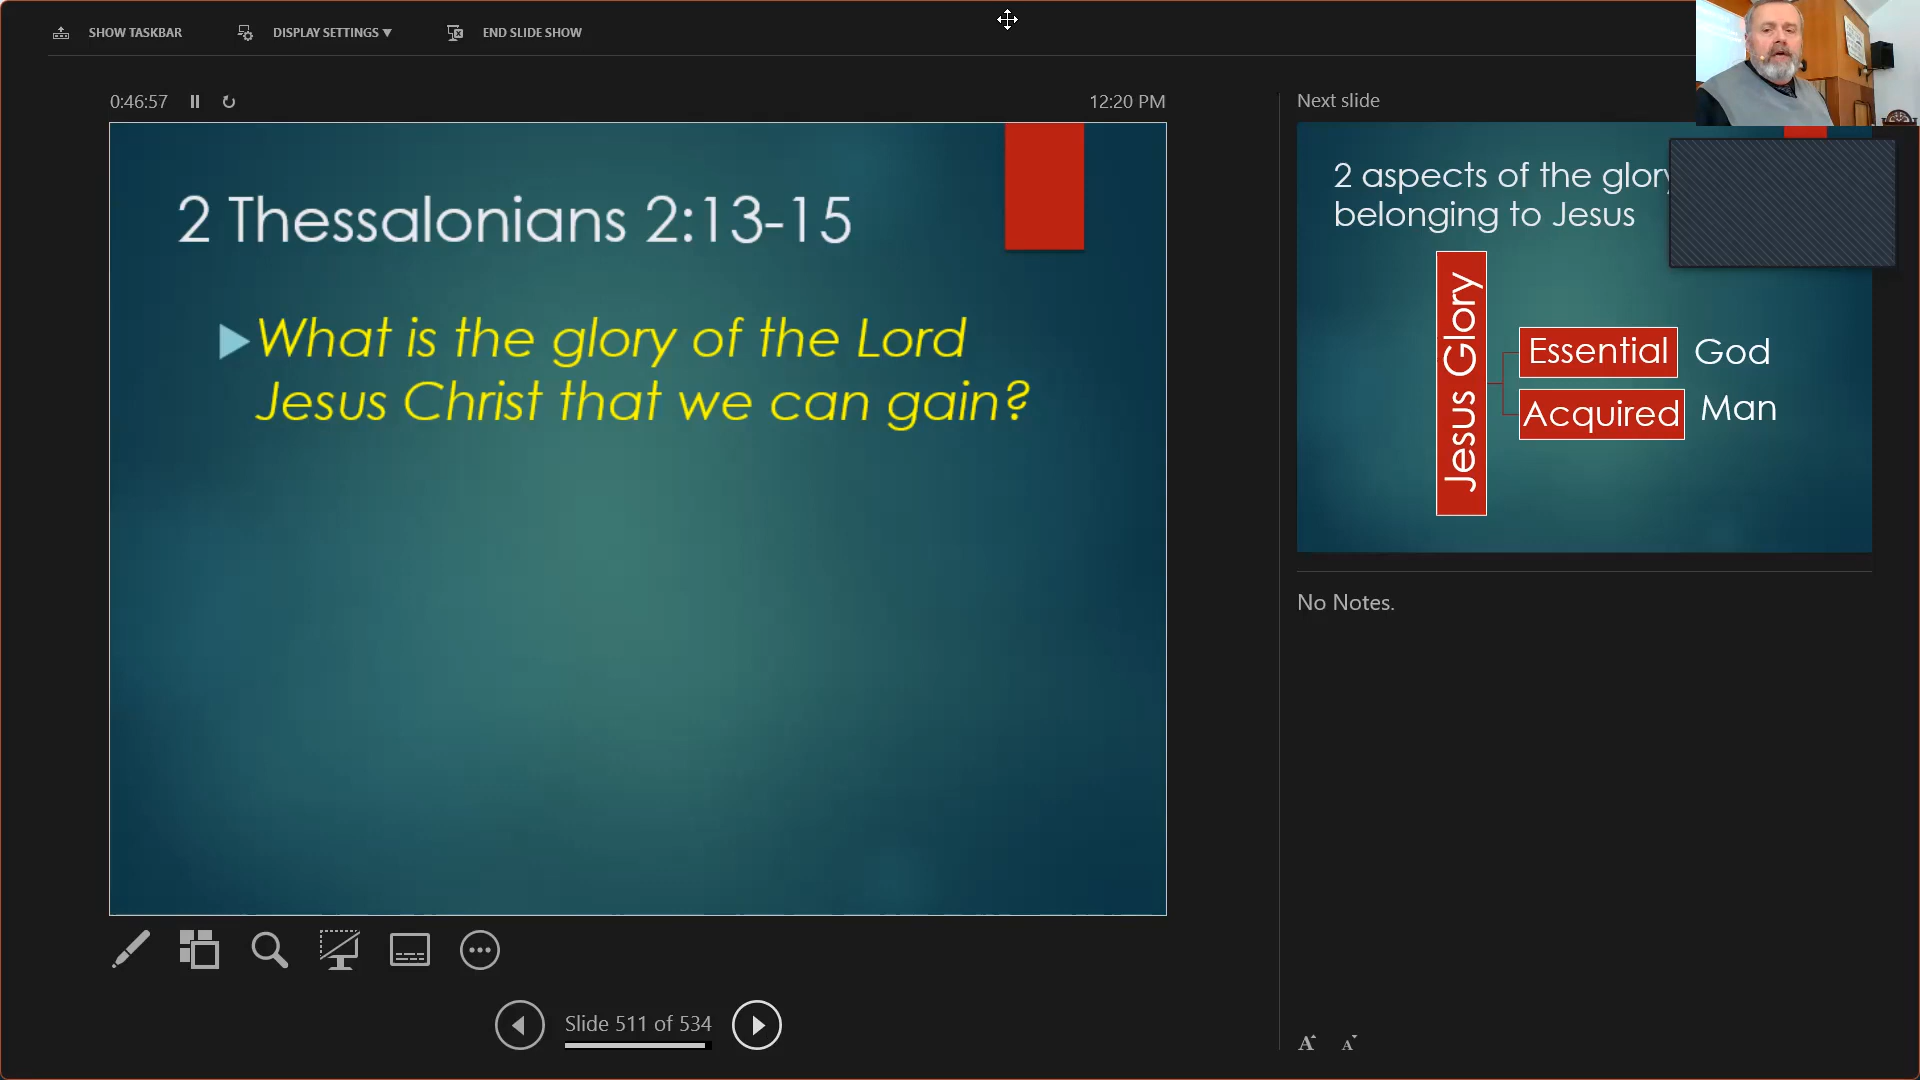 SHOW TASKBAR
DISPLAY SETTINGS ▼
END SLIDE SHOW
0:46:57
12:20 PM
2 Thessalonians 2:13-15
What is the glory of the Lord
Jesus Christ that we can gain?
Slide 511 of 534
Next slide
2 aspects of the glory
belonging to Jesus
Jesus Glory
Essential God
Acquired Man
No Notes.
A A